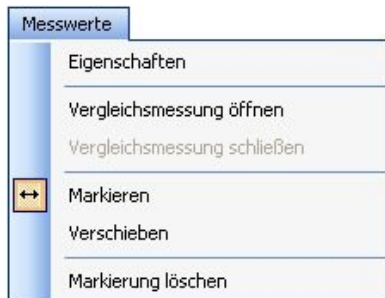 Messwerte
Eigenschaften
Vergleichsmessung öffnen
Vergleichsmessung schließen
Markieren
Verschieben
Markierung löschen